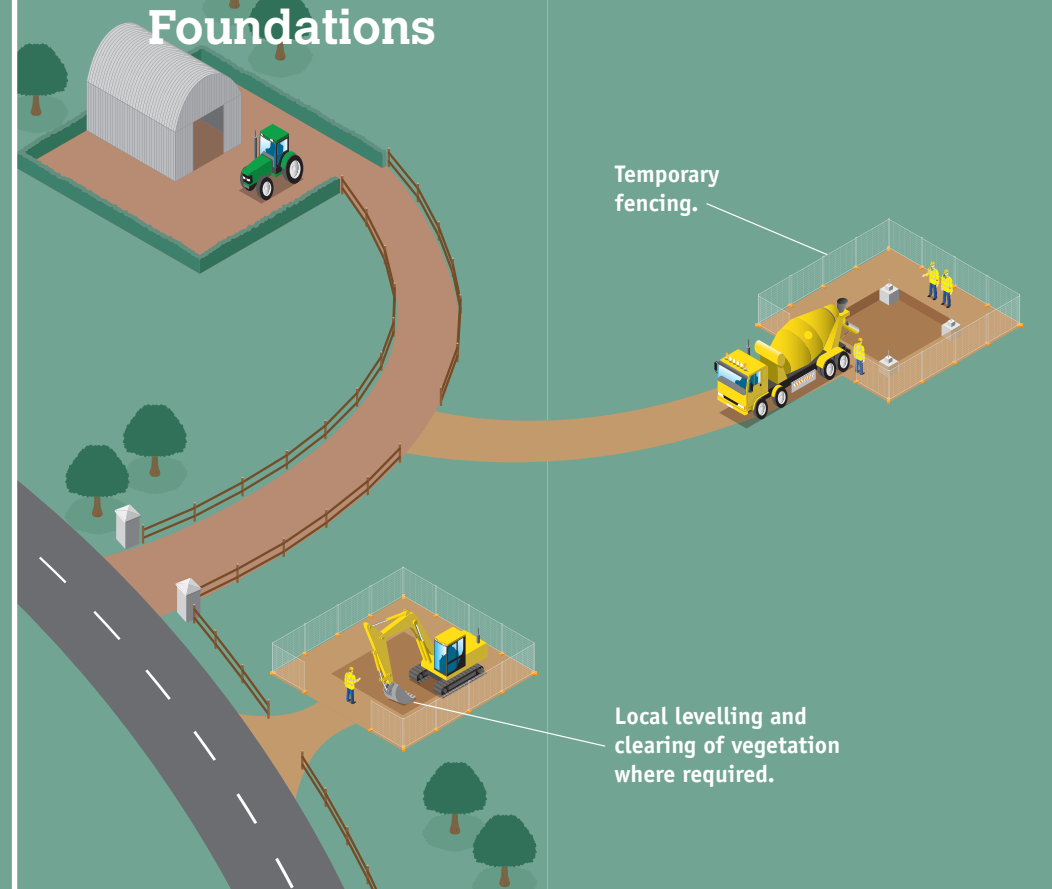 Foundations
Temporary
fencing.
Local levelling and
clearing of vegetation
where required.